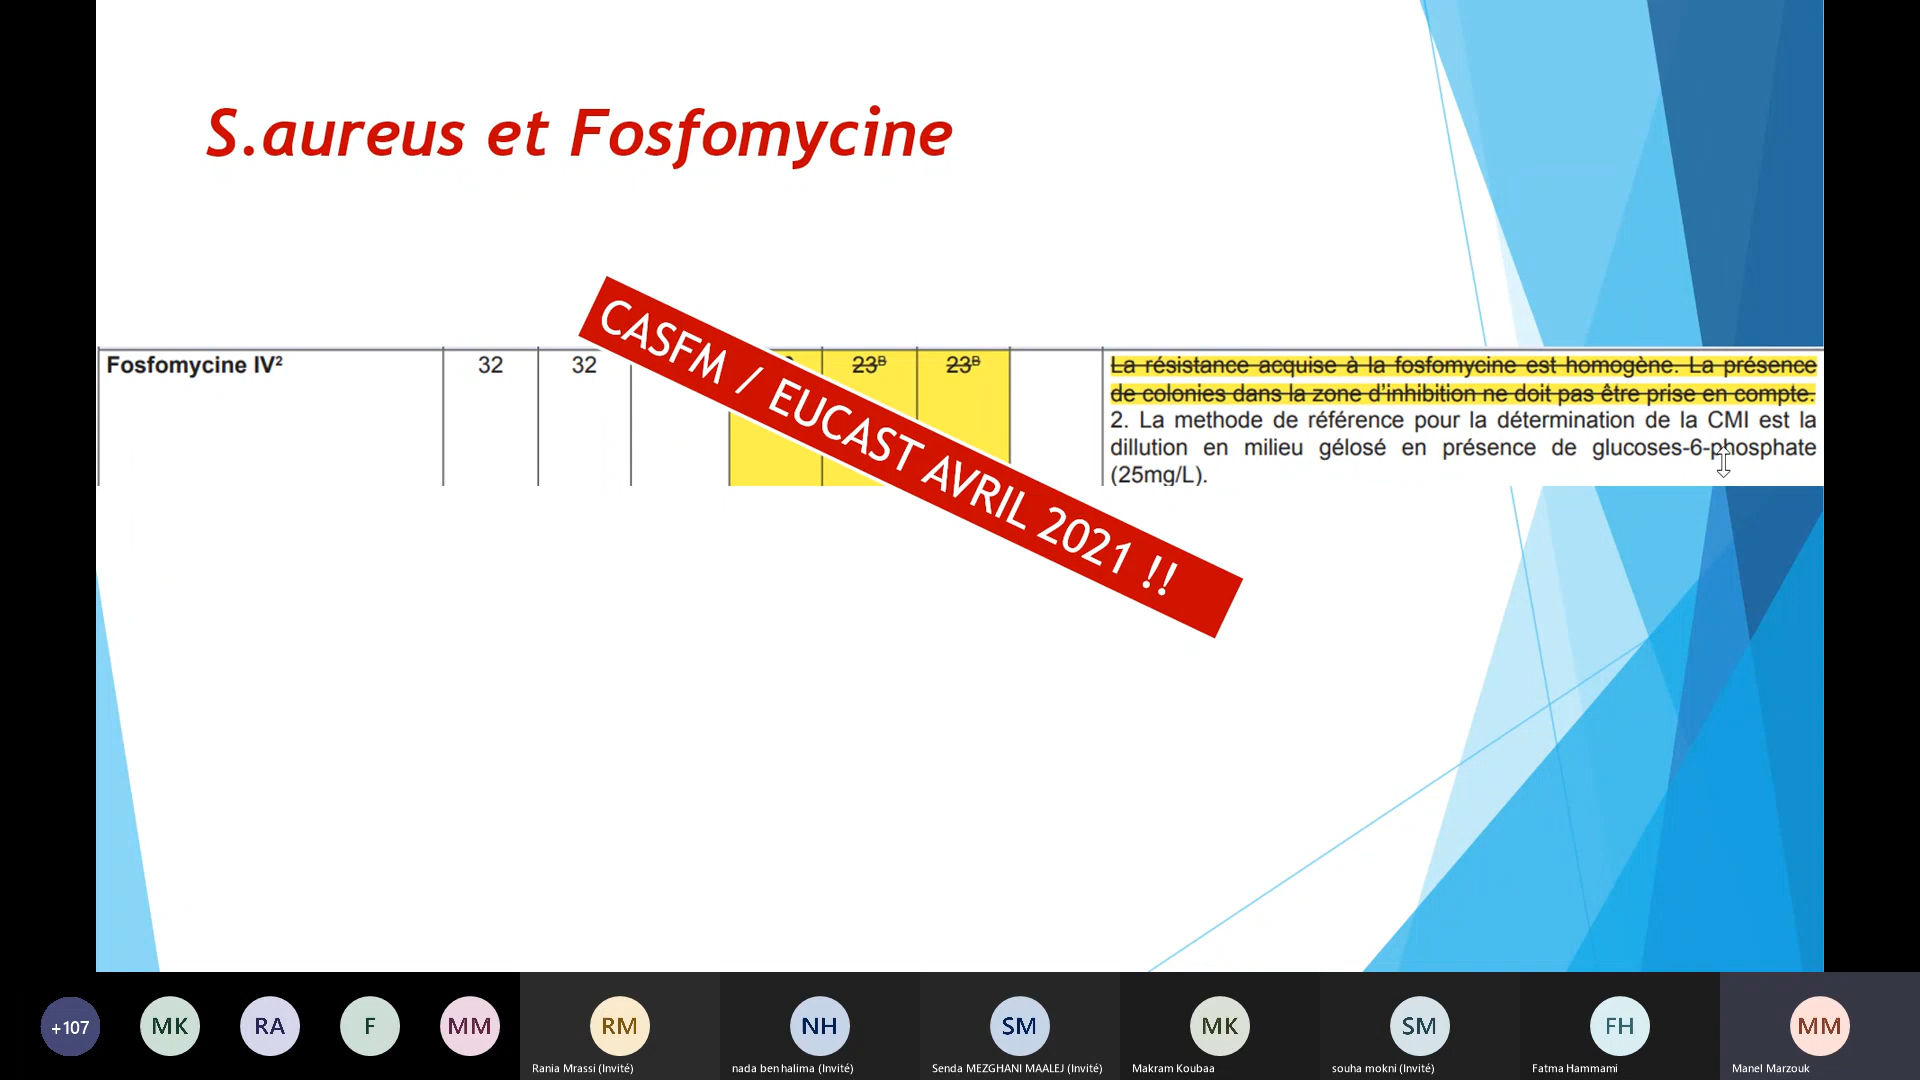 S.aureus et Fosfomycine
CASFM / EUCAST AVRIL 2021 !!
Fosfomycine IV² 32 32 23ᴮ 23ᴮ
La résistance acquise à la fosfomycine est homogène. La présence
de colonies dans la zone d'inhibition ne doit pas être prise en compte.
2. La methode de référence pour la détermination de la CMI est la
dillution en milieu gélosé en présence de glucoses-6-phosphate
(25mg/L).
+107 MK RA F MM RM NH SM MK SM FH MM
Rania Mrassi (Invité) nada ben halima (Invité) Senda MEZGHANI MAALEJ (Invité) Makram Koubaa souha mokni (Invité) Fatma Hammami Manel Marzouk